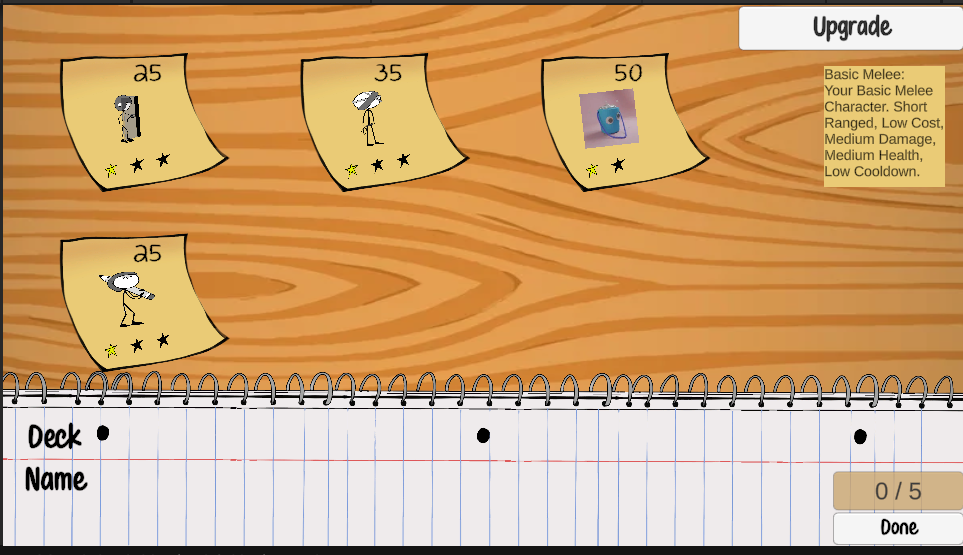 Upgrade
25
35
50
Basic Melee:
Your Basic Melee
Character. Short
Ranged, Low Cost,
Medium Damage,
Medium Health,
Low Cooldown.
25
Deck
Name
0 / 5
Done